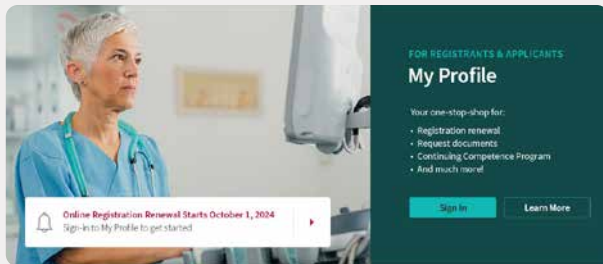 FOR REGISTRANTS & APPLICANTS
My Profile
Your one-stop-shop for:
• Registration renewal
• Request documents
• Continuing Competence Program
• And much more!
Sign In
Learn More
Online Registration Renewal Starts October 1, 2024
Sign-in to My Profile to get started